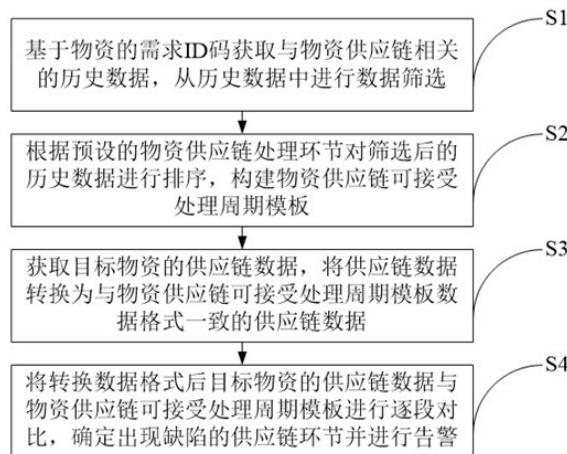 S1
基于物资的需求ID码获取与物资供应链相关
的历史数据，从历史数据中进行数据筛选
S2
根据预设的物资供应链处理环节对筛选后的
历史数据进行排序，构建物资供应链可接受
处理周期模板
S3
获取目标物资的供应链数据，将供应链数据
转换为与物资供应链可接受处理周期模板数
据格式一致的供应链数据
S4
将转换数据格式后目标物资的供应链数据与
物资供应链可接受处理周期模板进行逐段对
比，确定出现缺陷的供应链环节并进行告警